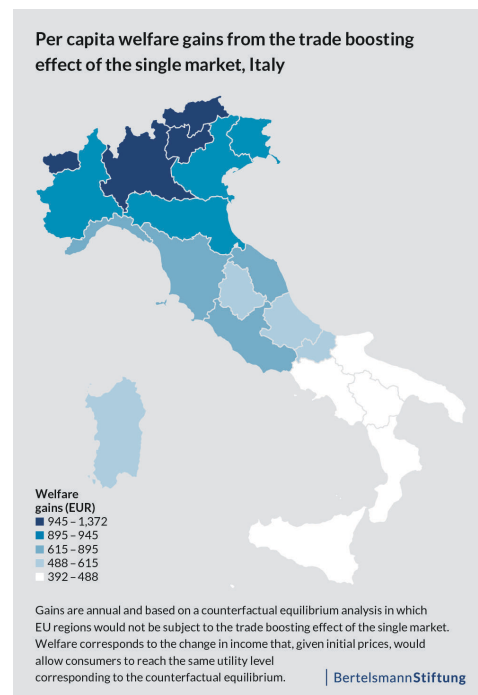 Per capita welfare gains from the trade boosting
effect of the single market, Italy
Welfare
gains (EUR)
945 – 1,372
895 – 945
615 – 895
488 – 615
392 – 488
Gains are annual and based on a counterfactual equilibrium analysis in which
EU regions would not be subject to the trade boosting effect of the single market.
Welfare corresponds to the change in income that, given initial prices, would
allow consumers to reach the same utility level
corresponding to the counterfactual equilibrium.
BertelsmannStiftung